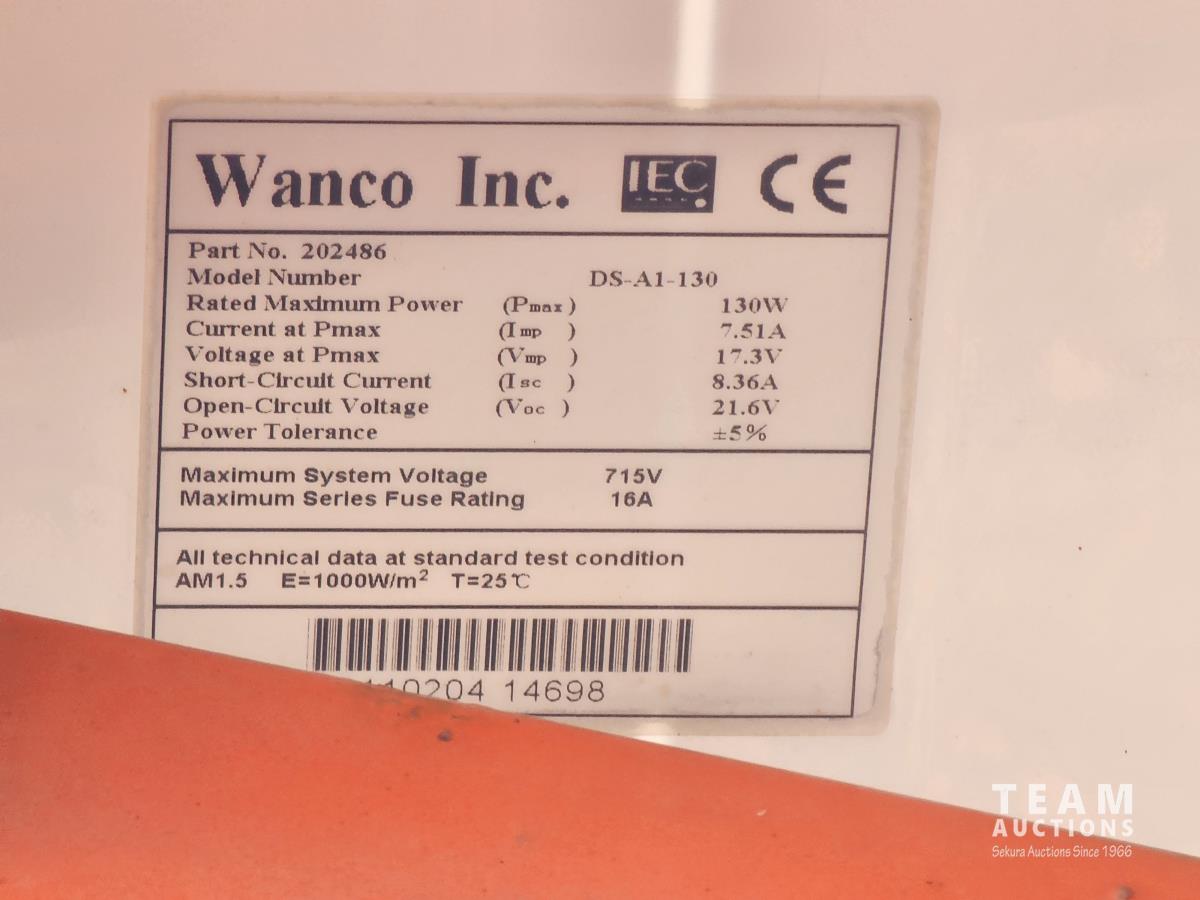 Wanco Inc. IEC CE
Part No. 202486
Model Number DS-A1-130
Rated Maximum Power (Pmax) 130W
Current at Pmax (Imp ) 7.51A
Voltage at Pmax (Vmp ) 17.3V
Short-Circuit Current (Isc ) 8.36A
Open-Circuit Voltage (Voc ) 21.6V
Power Tolerance ±5%
Maximum System Voltage 715V
Maximum Series Fuse Rating 16A
All technical data at standard test condition
AM1.5 E=1000W/m² T=25℃
110204 14698
TEAM
AUCTIONS
Sekura Auctions Since 1966